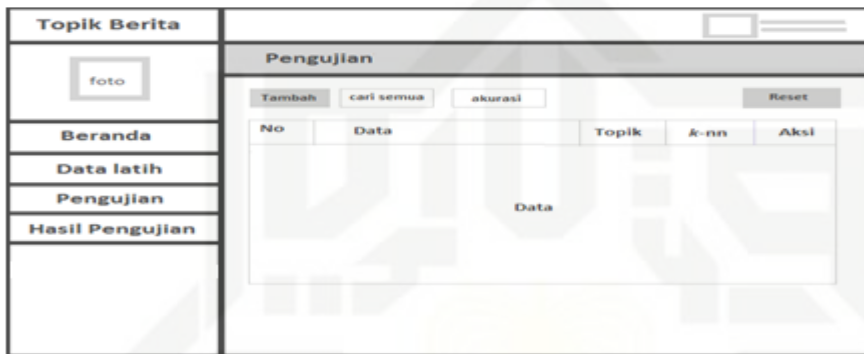 Topik Berita
foto
Beranda
Data latih
Pengujian
Hasil Pengujian
Pengujian
Tambah cari semua akurasi Reset
No Data Topik k-nn Aksi
Data